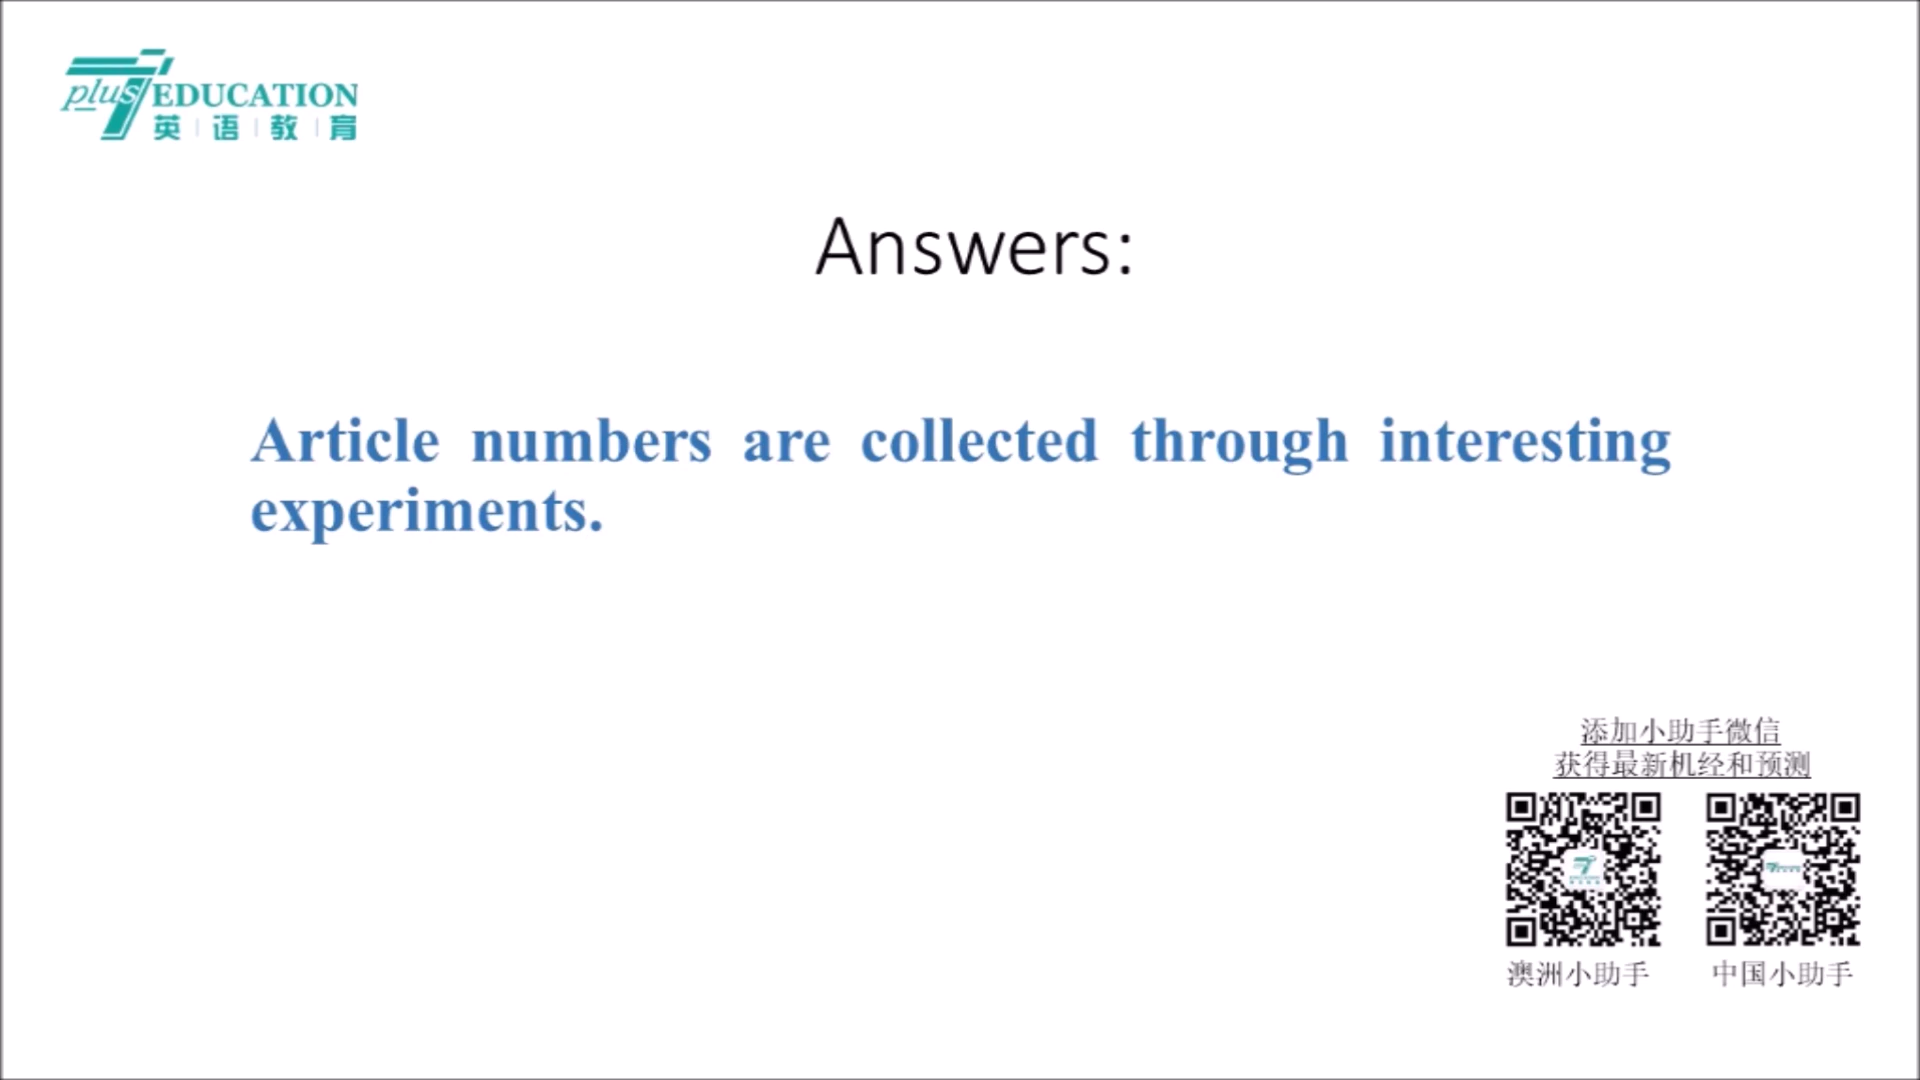 plus 7 EDUCATION
英语教育
Answers:
Article numbers are collected through interesting
experiments.
添加小助手微信
获得最新机经和预测
澳洲小助手
中国小助手